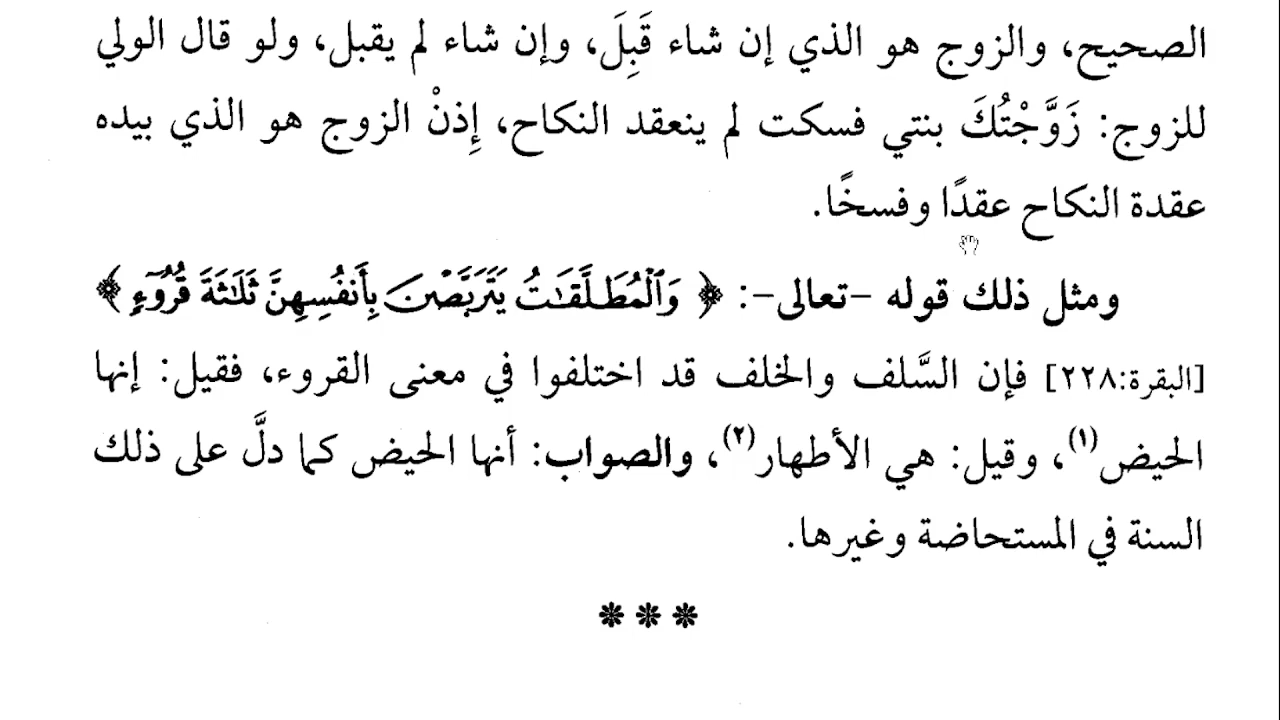 الصحيح، والزوج هو الذي إن شاء قَبِلَ، وإن شاء لم يقبل، ولو قال الولي
للزوج: زَوَّجْتُكَ بنتي فسكت لم ينعقد النكاح، إِذنْ الزوج هو الذي بيده
عقدة النكاح عقدًا وفسخًا.
ومثل ذلك قوله -تعالى-: ﴿ وَٱلْمُطَلَّقَٰتُ يَتَرَبَّصْنَ بِأَنفُسِهِنَّ ثَلَٰثَةَ قُرُوٓءٍ ﴾
[البقرة:٢٢٨] فإن السَّلف والخلف قد اختلفوا في معنى القروء، فقيل: إنها
الحيض(١)، وقيل: هي الأطهار(٢)، والصواب: أنها الحيض كما دلَّ على ذلك
السنة في المستحاضة وغيرها.